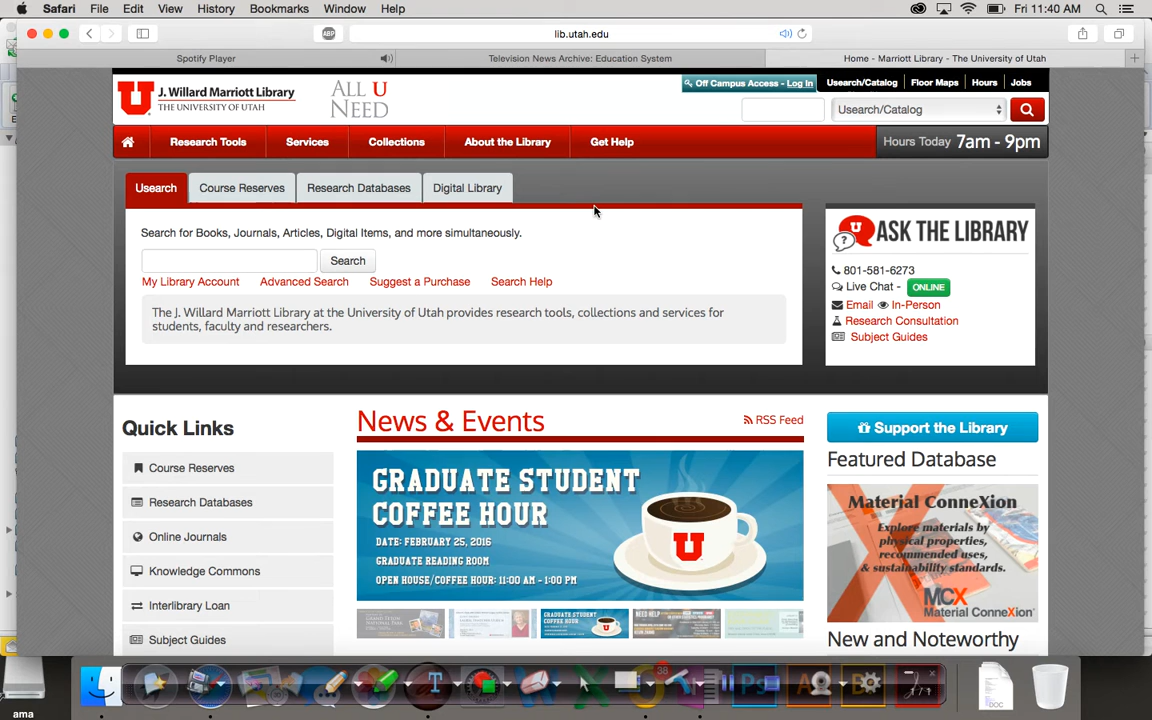 Safari File Edit View History Bookmarks Window Help
Fri 11:40 AM
ABP
lib.utah.edu
Spotify Player
Television News Archive: Education System
Home - Marriott Library - The University of Utah
J. Willard Marriott Library
THE UNIVERSITY OF UTAH
ALL U
NEED
Off Campus Access - Log In
Usearch/Catalog Floor Maps Hours Jobs
Usearch/Catalog
Research Tools Services Collections About the Library Get Help
Hours Today 7am - 9pm
Usearch Course Reserves Research Databases Digital Library
Search for Books, Journals, Articles, Digital Items, and more simultaneously.
Search
My Library Account Advanced Search Suggest a Purchase Search Help
The J. Willard Marriott Library at the University of Utah provides research tools, collections and services for
students, faculty and researchers.
ASK THE LIBRARY
801-581-6273
Live Chat - ONLINE
Email In-Person
Research Consultation
Subject Guides
Quick Links
Course Reserves
Research Databases
Online Journals
Knowledge Commons
Interlibrary Loan
Subject Guides
News & Events
RSS Feed
GRADUATE STUDENT
COFFEE HOUR
DATE: FEBRUARY 25, 2016
GRADUATE READING ROOM
OPEN HOUSE/COFFEE HOUR: 11:00 AM - 1:00 PM
U
GRADUATE STUDENT
COFFEE HOUR
Support the Library
Featured Database
Material ConneXion
Explore materials by
physical properties,
recommended uses,
& sustainability standards.
MCX
Material ConneXion
New and Noteworthy
38
T
Ps
DOC
ama